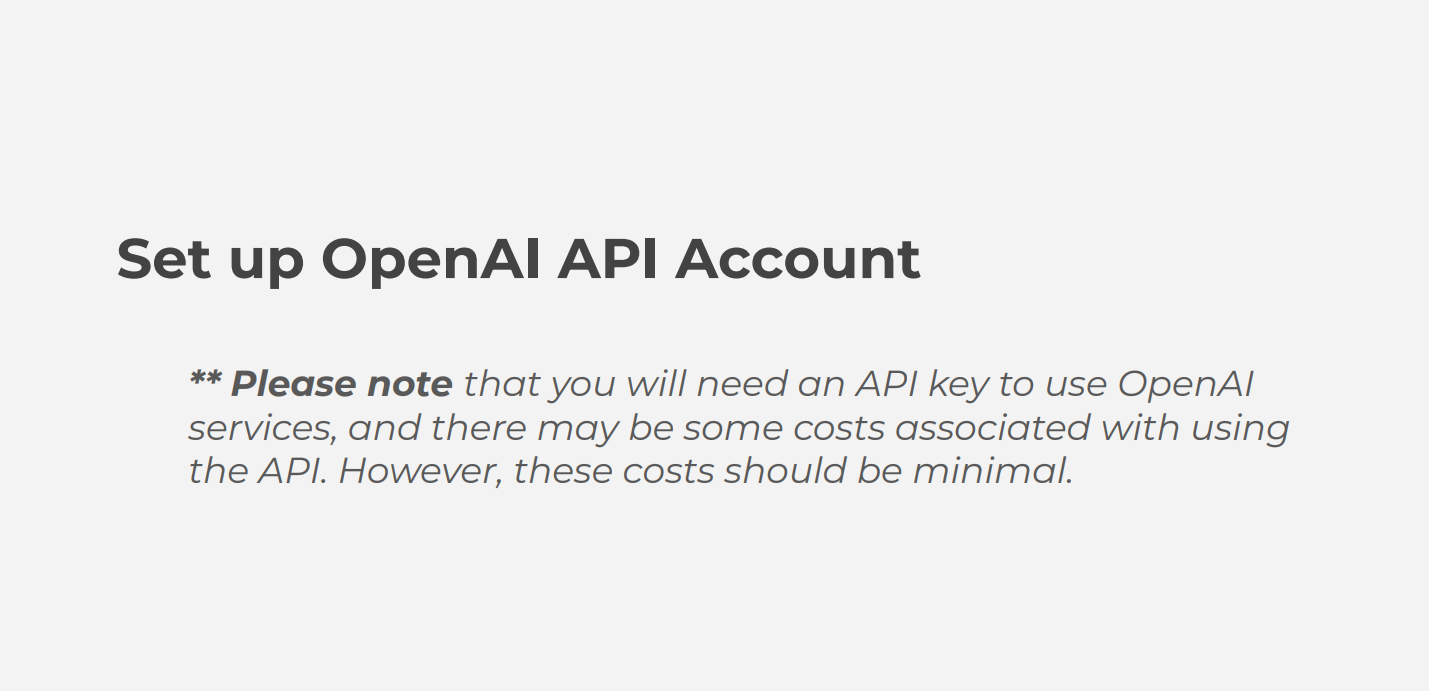 Set up OpenAI API Account
** Please note that you will need an API key to use OpenAI
services, and there may be some costs associated with using
the API. However, these costs should be minimal.